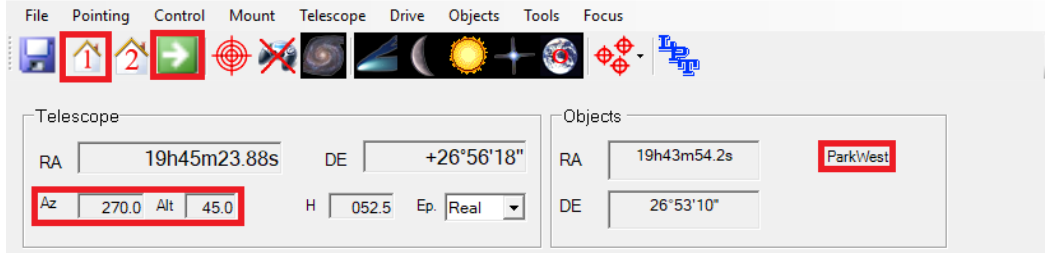 File Pointing Control Mount Telescope Drive Objects Tools Focus
1 2 LPT
Telescope Objects
RA 19h45m23.88s DE +26°56'18" RA 19h43m54.2s ParkWest
Az 270.0 Alt 45.0 H 052.5 Ep. Real DE 26°53'10"